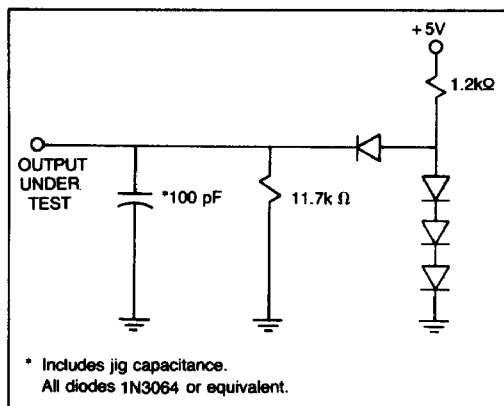 +5V
1.2kΩ
OUTPUT
UNDER
TEST
*100 pF
11.7k Ω
* Includes jig capacitance.
All diodes 1N3064 or equivalent.